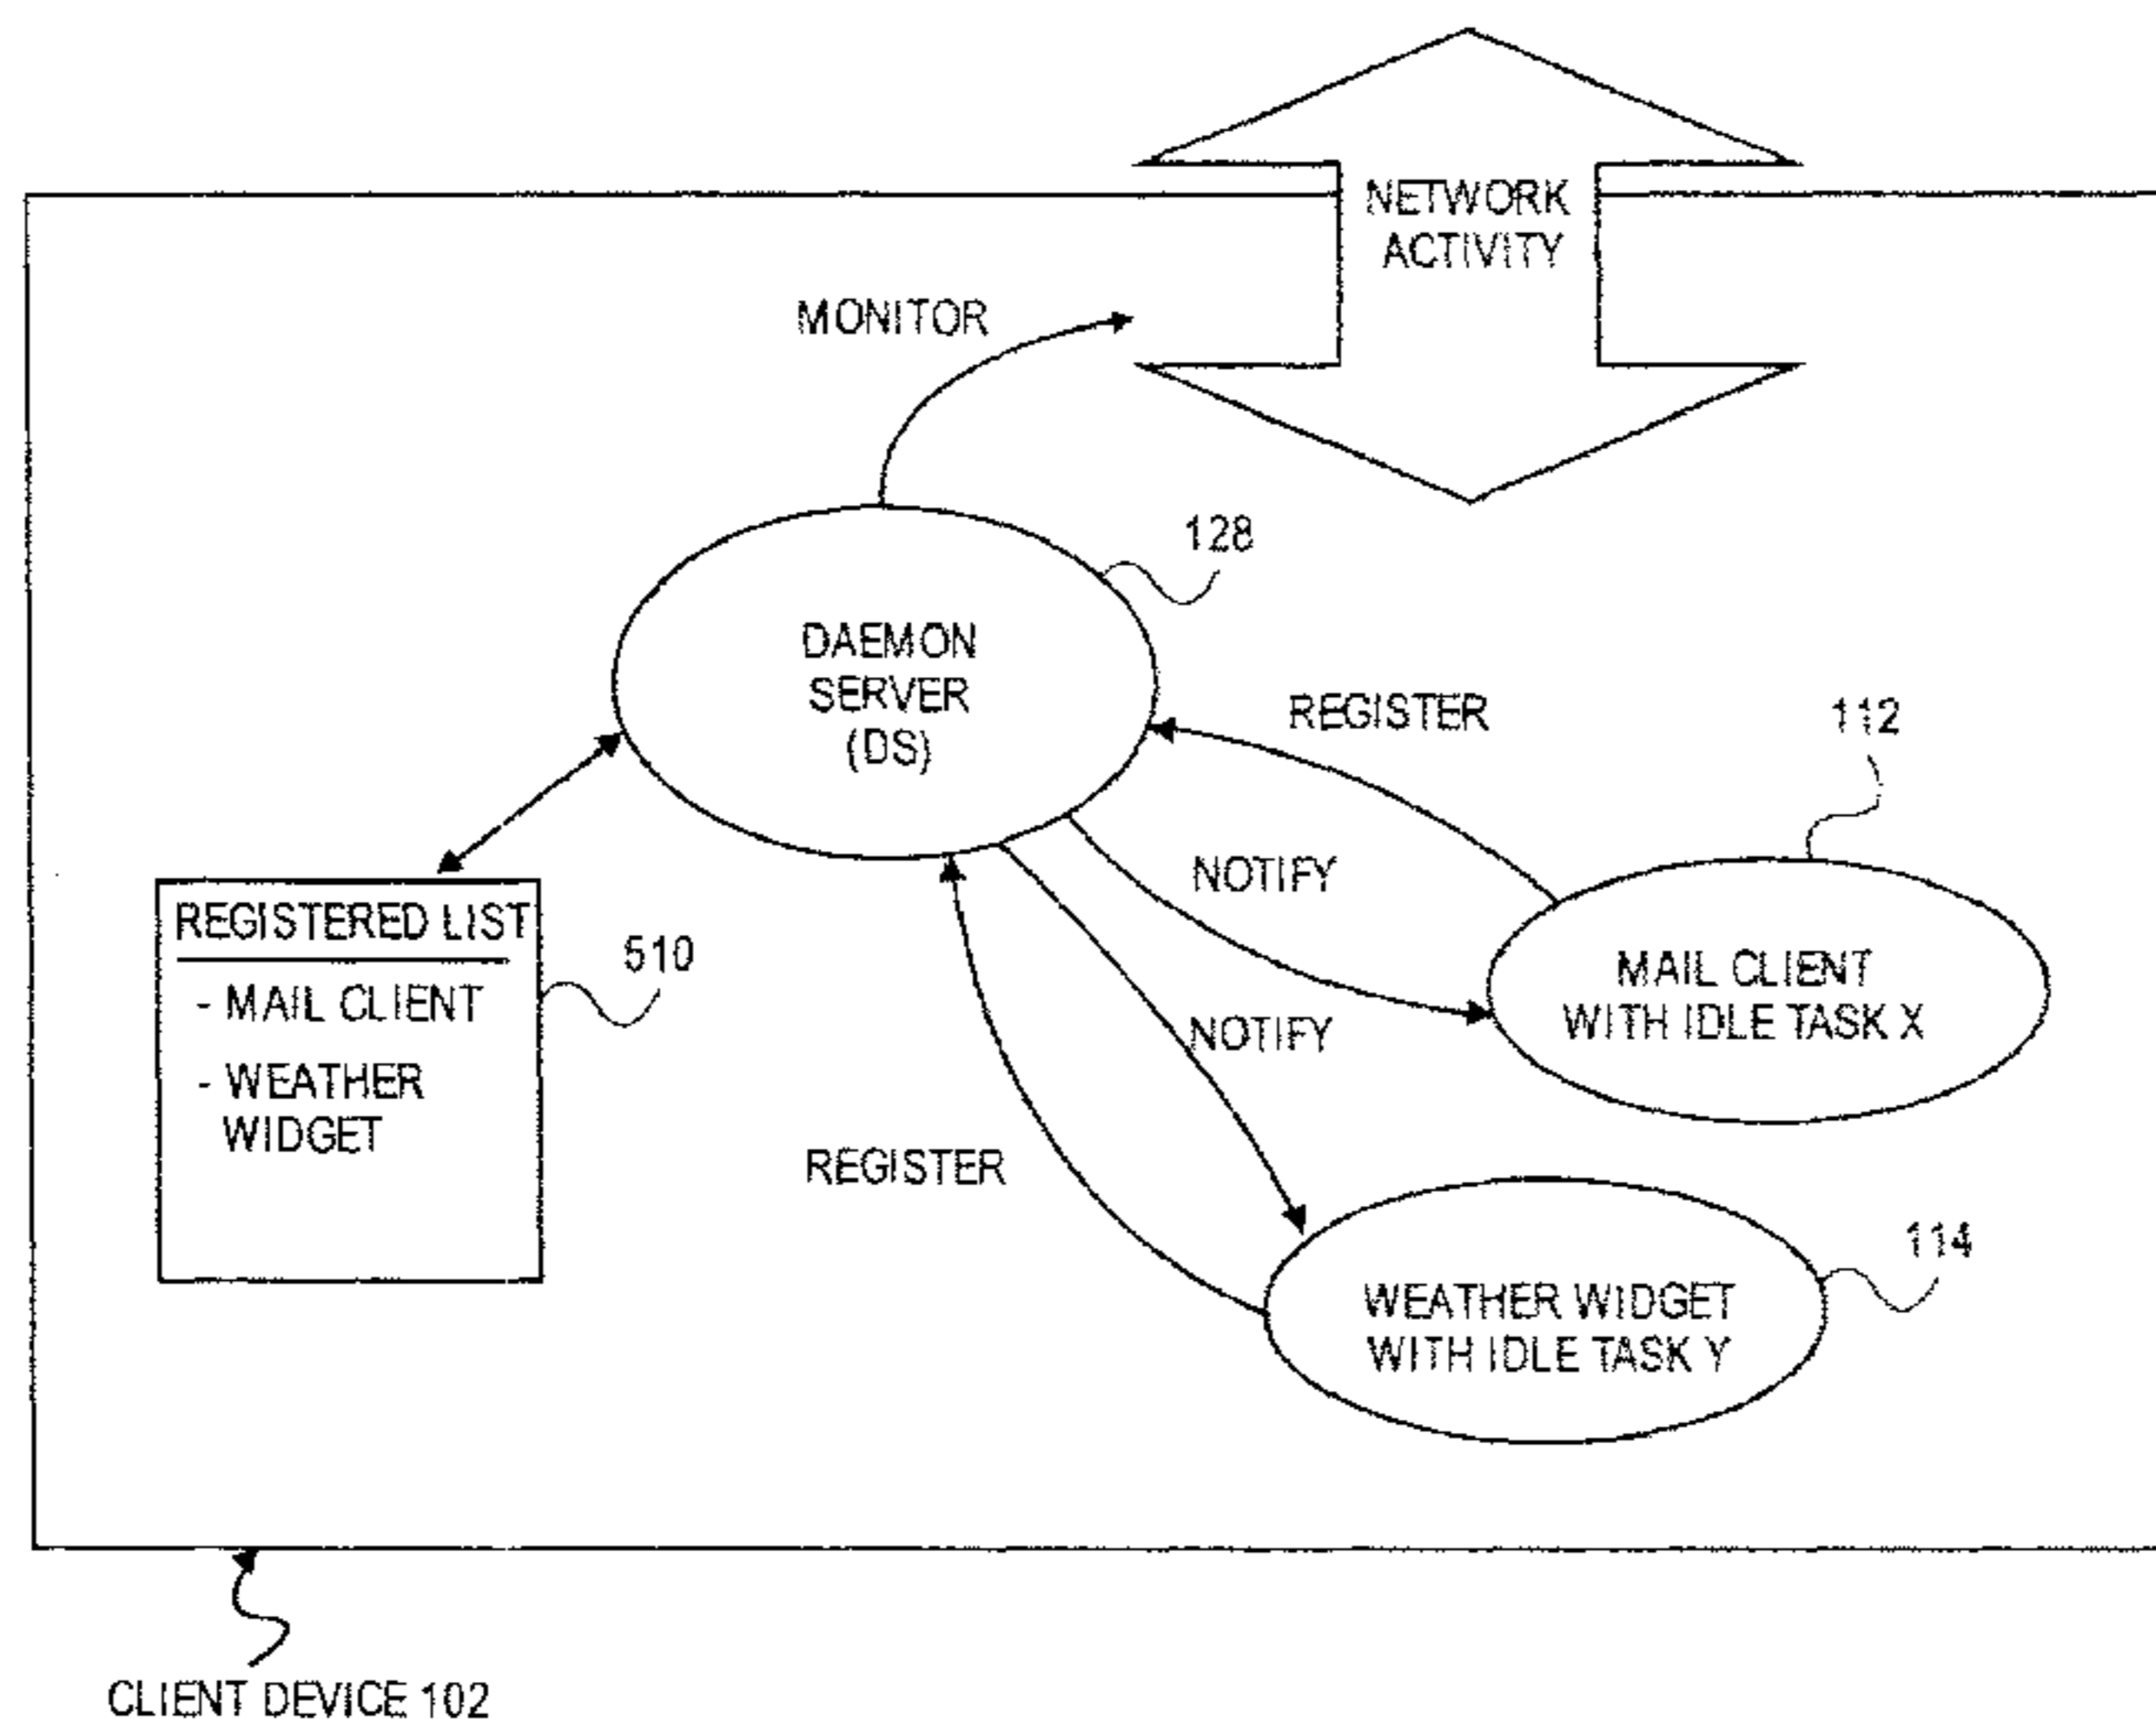 NETWORK
ACTIVITY
MONITOR
128
DAEMON
SERVER
(DS)
REGISTER
112
NOTIFY
REGISTERED LIST
- MAIL CLIENT
- WEATHER
WIDGET
510
MAIL CLIENT
WITH IDLE TASK X
NOTIFY
REGISTER
114
WEATHER WIDGET
WITH IDLE TASK Y
CLIENT DEVICE 102